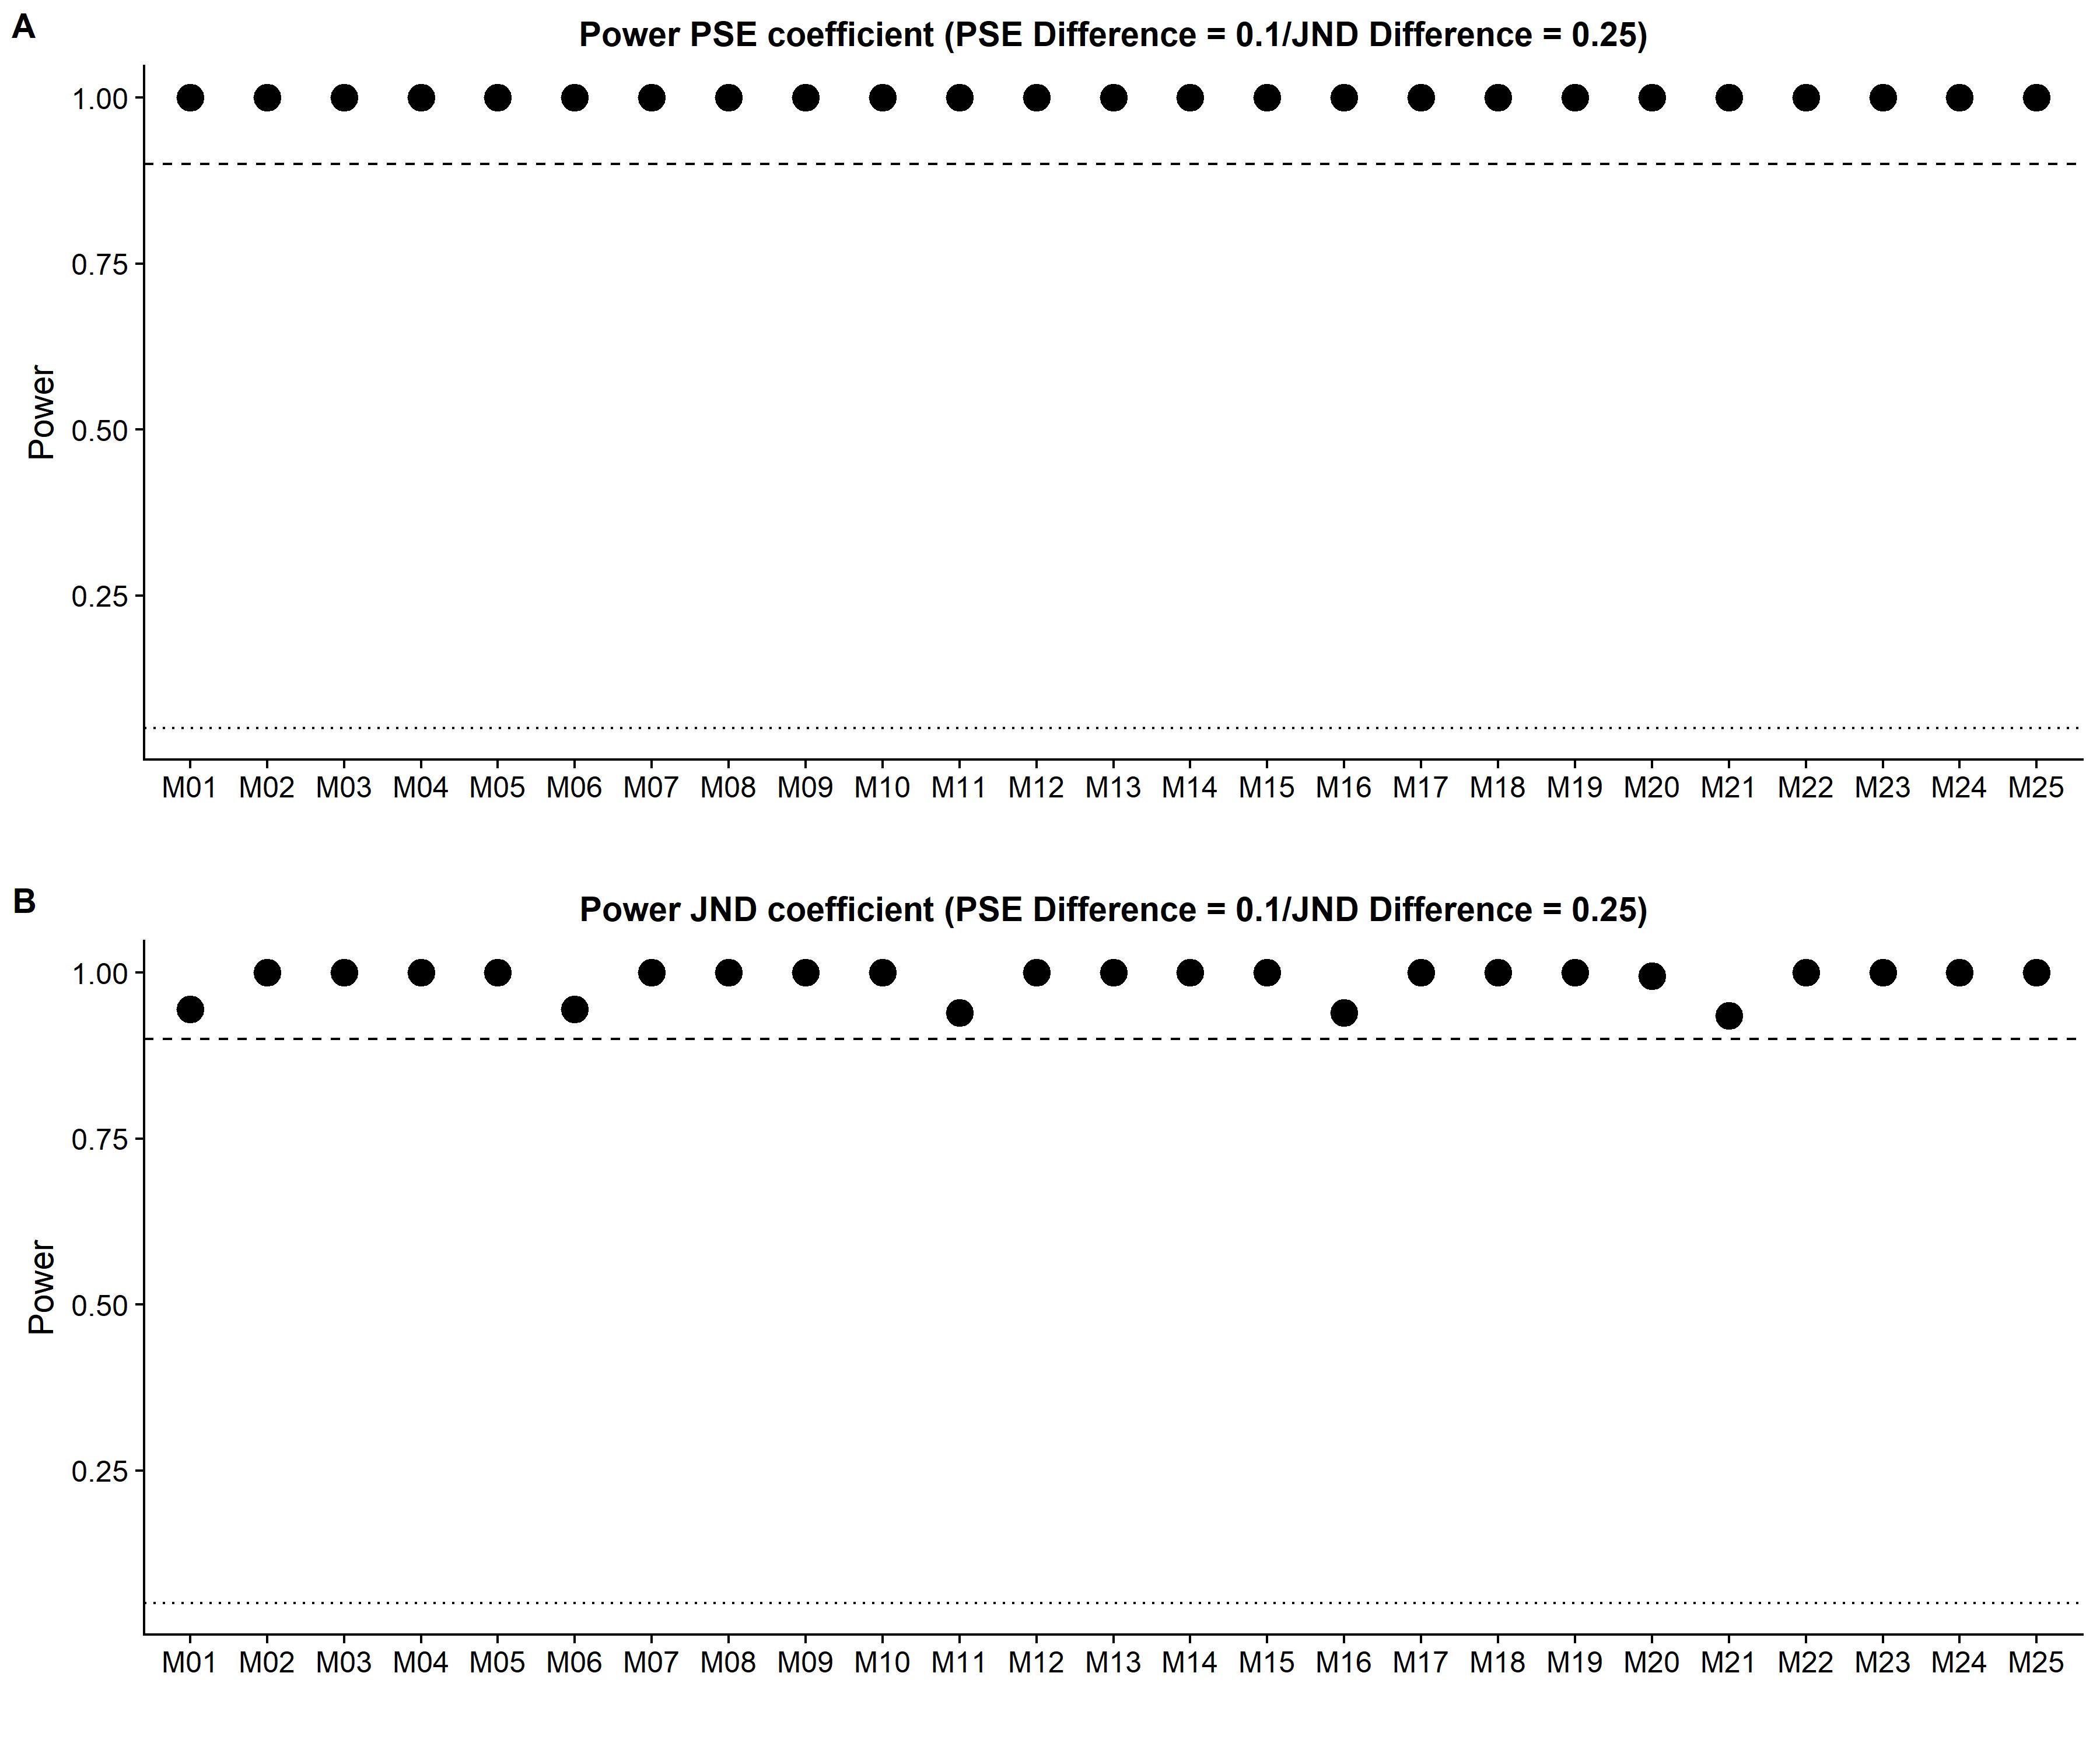 A
Power PSE coefficient (PSE Difference = 0.1/JND Difference = 0.25)
1.00
0.75
0.50
0.25
Power
M01 M02 M03 M04 M05 M06 M07 M08 M09 M10 M11 M12 M13 M14 M15 M16 M17 M18 M19 M20 M21 M22 M23 M24 M25
B
Power JND coefficient (PSE Difference = 0.1/JND Difference = 0.25)
1.00
0.75
0.50
0.25
Power
M01 M02 M03 M04 M05 M06 M07 M08 M09 M10 M11 M12 M13 M14 M15 M16 M17 M18 M19 M20 M21 M22 M23 M24 M25